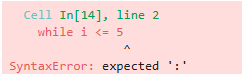 Cell In[14], line 2
while i <= 5
^
SyntaxError: expected ':'